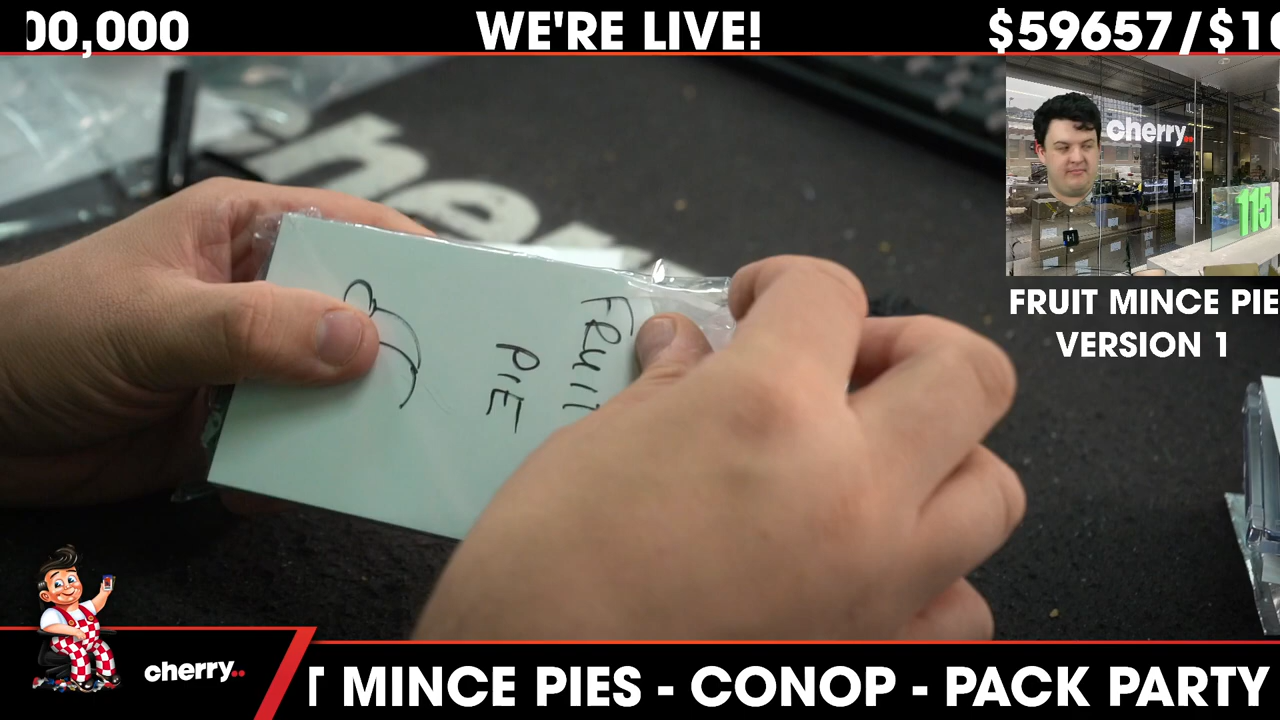 00,000
WE'RE LIVE!
$59657/$10
cherry..
115
FRUIT MINCE PIE
VERSION 1
FRUIT
PIE
cherry..
T MINCE PIES - CONOP - PACK PARTY